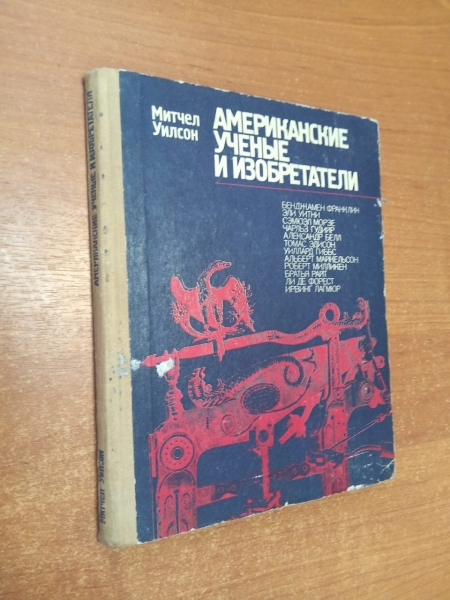 Митчел
Уилсон
АМЕРИКАНСКИЕ
УЧЕНЫЕ
И ИЗОБРЕТАТЕЛИ
БЕНДЖАМЕН ФРАНКЛИН
ЭЛИ УИТНИ
СЭМЮЭЛ МОРЗЕ
ЧАРЛЬЗ ГУДИИР
АЛЕКСАНДР БЕЛЛ
ТОМАС ЭДИСОН
УИЛЛАРД ГИББС
АЛЬБЕРТ МАЙКЕЛЬСОН
РОБЕРТ МИЛЛИКЕН
БРАТЬЯ РАЙТ
ЛИ ДЕ ФОРЕСТ
ИРВИНГ ЛАГМЮР
МИТЧЕЛ УИЛСОН
АМЕРИКАНСКИЕ УЧЕНЫЕ И ИЗОБРЕТАТЕЛИ